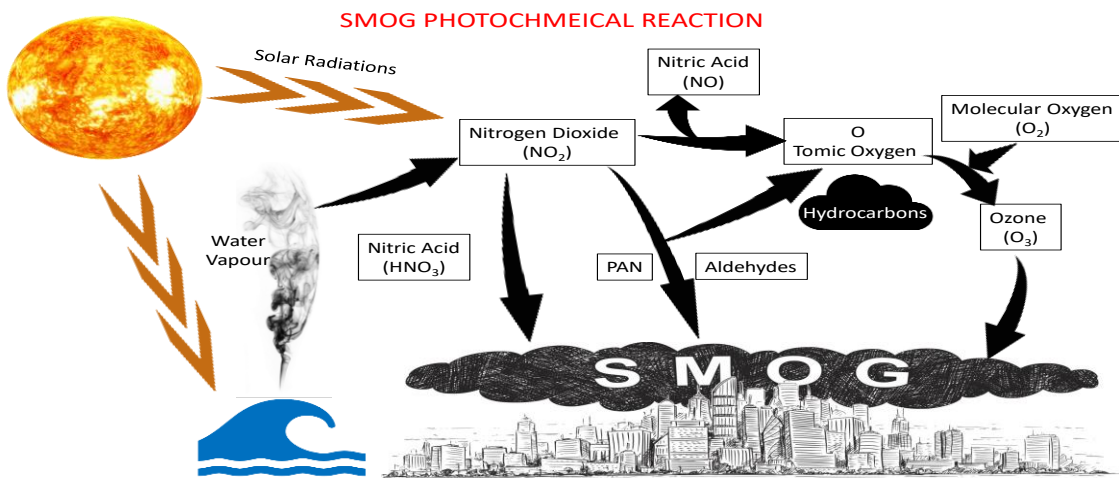 SMOG PHOTOCHMEICAL REACTION
Solar Radiations
Nitric Acid
(NO)
Molecular Oxygen
(O₂)
Nitrogen Dioxide
(NO₂)
O
Tomic Oxygen
Hydrocarbons
Ozone
(O₃)
Water
Vapour
Nitric Acid
(HNO₃)
PAN
Aldehydes
SMOG